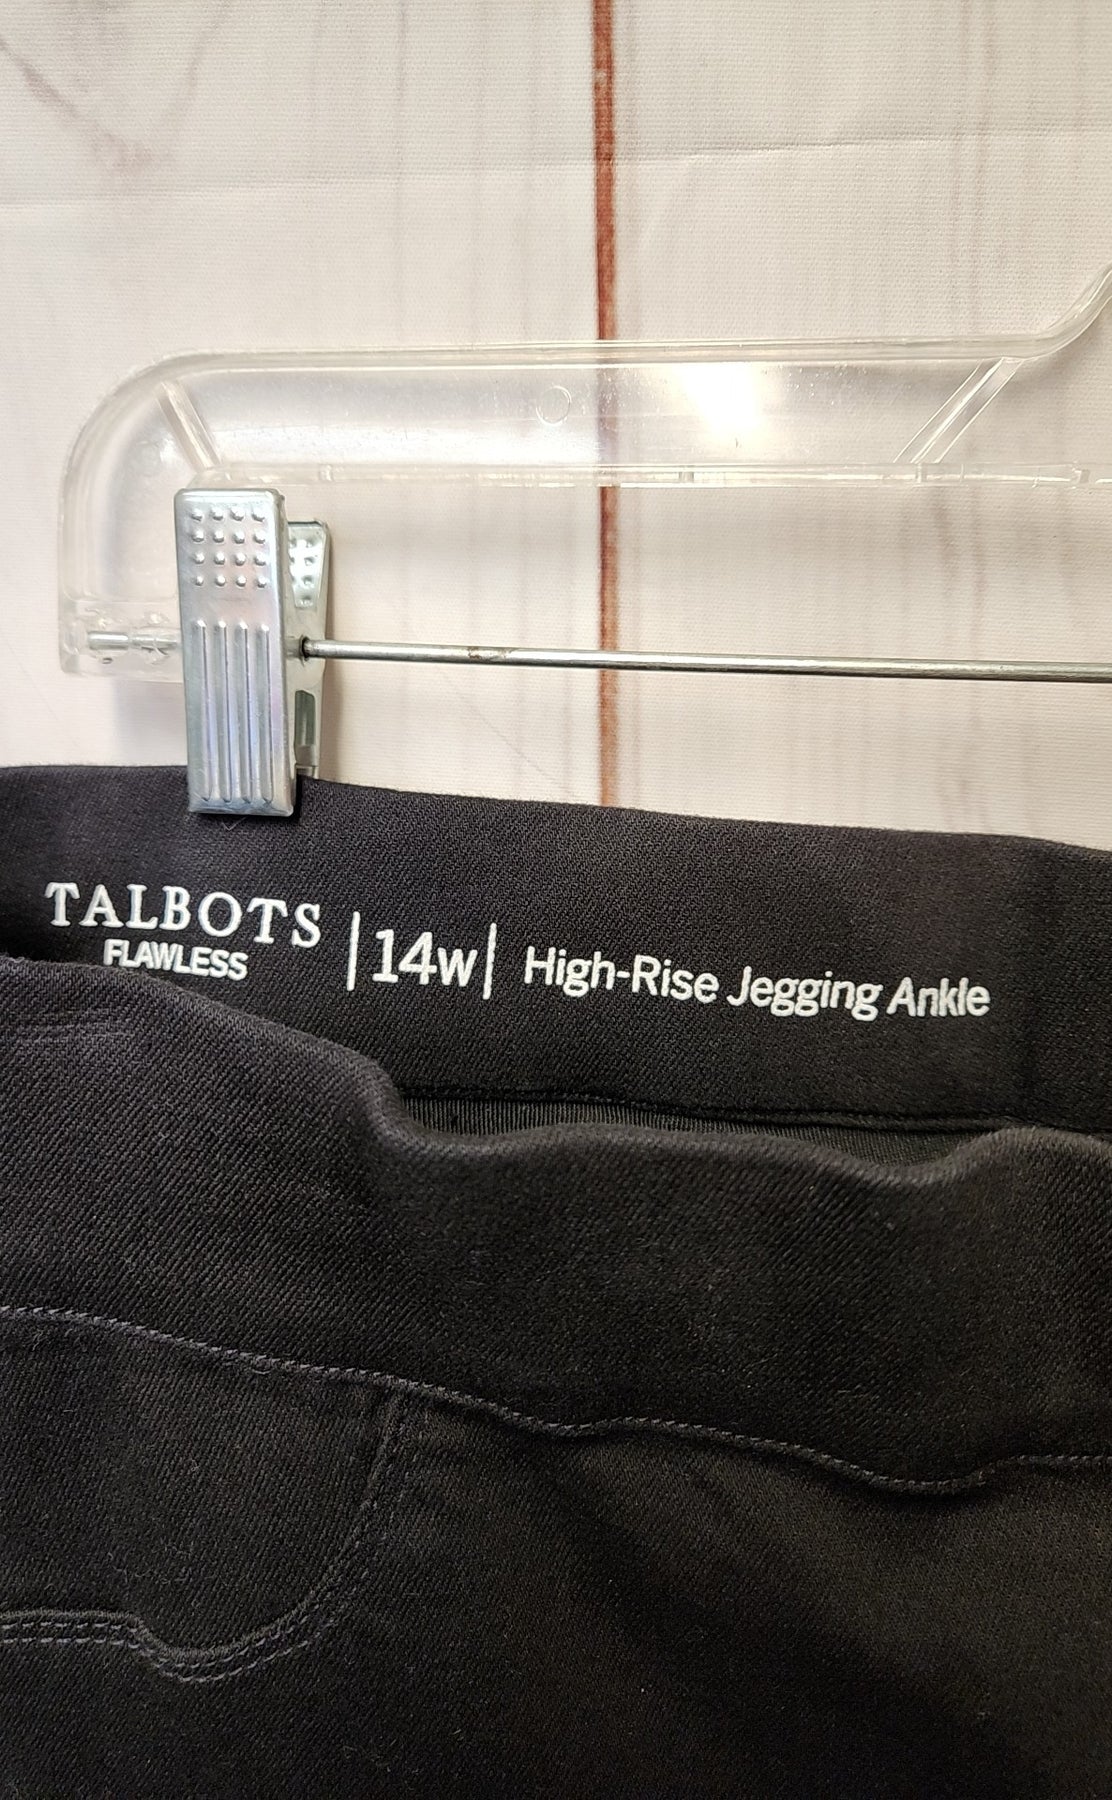 TALBOTS
FLAWLESS
|14w|
High-Rise Jegging Ankle